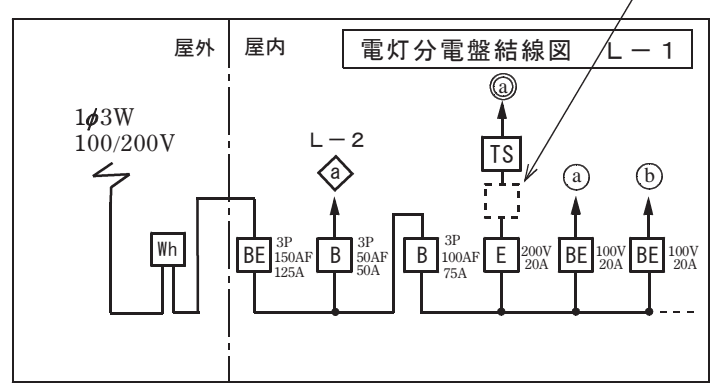 屋外
屋内
電灯分電盤結線図 L－1
1φ3W
100/200V
L－2
a
a
TS
a
b
Wh
BE
3P
150AF
125A
B
3P
50AF
50A
B
3P
100AF
75A
E
200V
20A
BE
100V
20A
BE
100V
20A